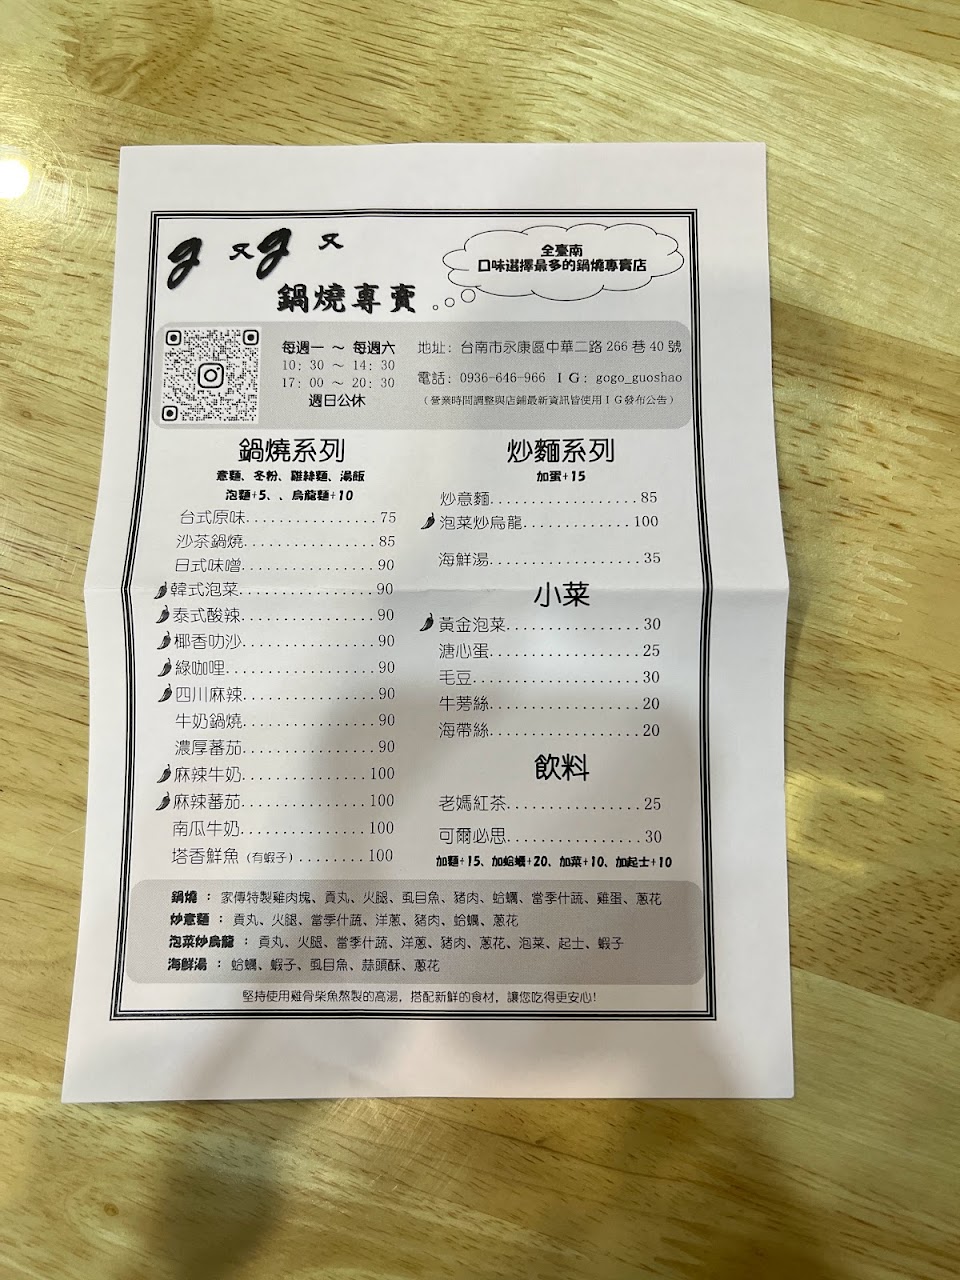 gㄡgㄡ
鍋燒專賣
全臺南
口味選擇最多的鍋燒專賣店
每週一 ～ 每週六
10: 30 ～ 14: 30
17: 00 ～ 20: 30
週日公休
地址: 台南市永康區中華二路 266 巷 40 號
電話: 0936-646-966 I G: gogo_guoshao
(營業時間調整與店鋪最新資訊皆使用 I G 發布公告)
鍋燒系列
意麵、冬粉、雞絲麵、湯飯
泡麵+5、、烏龍麵+10
台式原味................75
沙茶鍋燒................85
日式味噌................90
韓式泡菜................90
泰式酸辣................90
椰香叻沙................90
綠咖哩..................90
四川麻辣................90
牛奶鍋燒................90
濃厚蕃茄................90
麻辣牛奶...............100
麻辣蕃茄...............100
南瓜牛奶...............100
塔香鮮魚 (有蝦子)........100
炒麵系列
加蛋+15
炒意麵..................85
泡菜炒烏龍.............100
海鮮湯..................35
小菜
黃金泡菜................30
溏心蛋..................25
毛豆....................30
牛蒡絲..................20
海帶絲..................20
飲料
老媽紅茶................25
可爾必思................30
加麵+15、加蛤蠣+20、加菜+10、加起士+10
鍋燒 : 家傳特製雞肉塊、貢丸、火腿、虱目魚、豬肉、蛤蠣、當季什蔬、雞蛋、蔥花
炒意麵 : 貢丸、火腿、當季什蔬、洋蔥、豬肉、蛤蠣、蔥花
泡菜炒烏龍 : 貢丸、火腿、當季什蔬、洋蔥、豬肉、蔥花、泡菜、起士、蝦子
海鮮湯 : 蛤蠣、蝦子、虱目魚、蒜頭酥、蔥花
堅持使用雞骨柴魚熬製的高湯, 搭配新鮮的食材, 讓您吃得更安心!